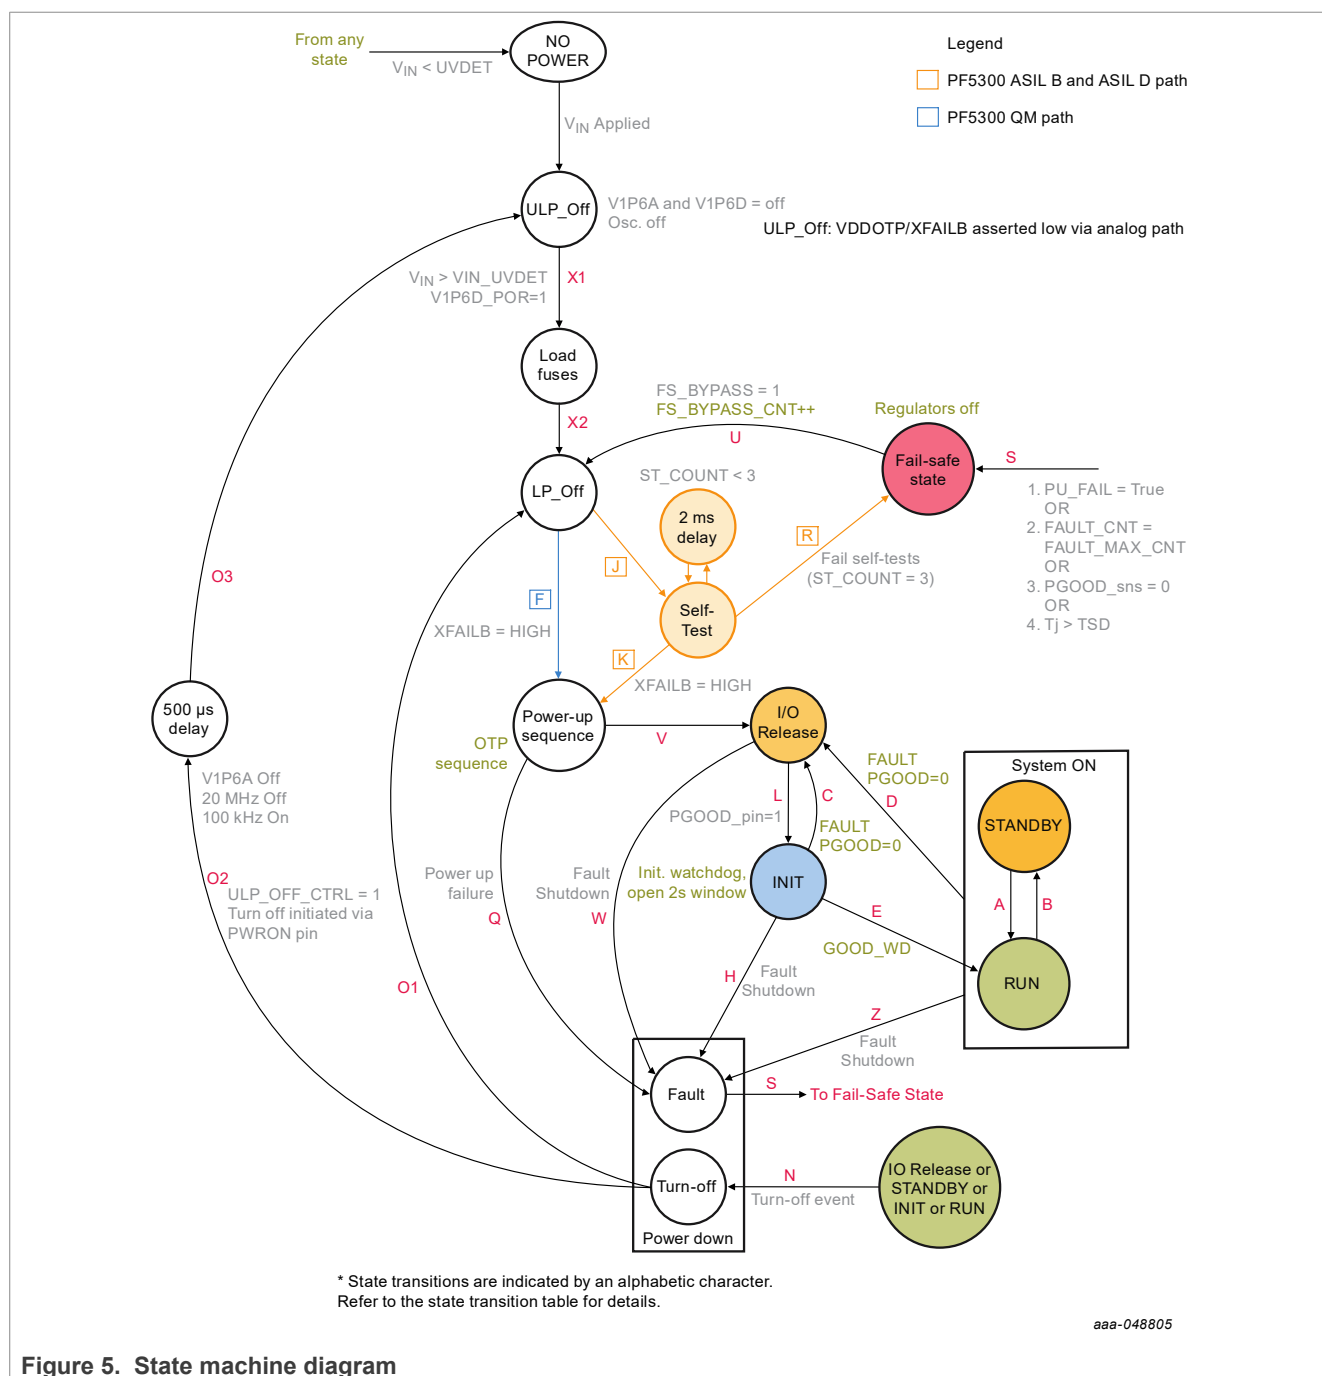 From any
state
V_IN < UVDET
NO
POWER
Legend
PF5300 ASIL B and ASIL D path
PF5300 QM path
V_IN Applied
ULP_Off
V1P6A and V1P6D = off
Osc. off
ULP_Off: VDDOTP/XFAILB asserted low via analog path
V_IN > VIN_UVDET
V1P6D_POR=1
X1
Load
fuses
X2
FS_BYPASS = 1
FS_BYPASS_CNT++
U
Regulators off
Fail-safe
state
S
1. PU_FAIL = True
OR
2. FAULT_CNT =
FAULT_MAX_CNT
OR
3. PGOOD_sns = 0
OR
4. Tj > TSD
LP_Off
ST_COUNT < 3
2 ms
delay
R
Fail self-tests
(ST_COUNT = 3)
J
O3
F
XFAILB = HIGH
Self-
Test
K
XFAILB = HIGH
500 µs
delay
Power-up
sequence
OTP
sequence
V
I/O
Release
V1P6A Off
20 MHz Off
100 kHz On
L
PGOOD_pin=1
C
FAULT
PGOOD=0
FAULT
PGOOD=0
D
System ON
STANDBY
A
B
RUN
O2
ULP_OFF_CTRL = 1
Turn off initiated via
PWRON pin
Power up
failure
Q
Fault
Shutdown
W
Init. watchdog,
open 2s window
INIT
E
GOOD_WD
O1
H
Fault
Shutdown
Z
Fault
Shutdown
Fault
S
To Fail-Safe State
Turn-off
Power down
N
Turn-off event
IO Release or
STANDBY or
INIT or RUN
* State transitions are indicated by an alphabetic character.
Refer to the state transition table for details.
aaa-048805
Figure 5. State machine diagram